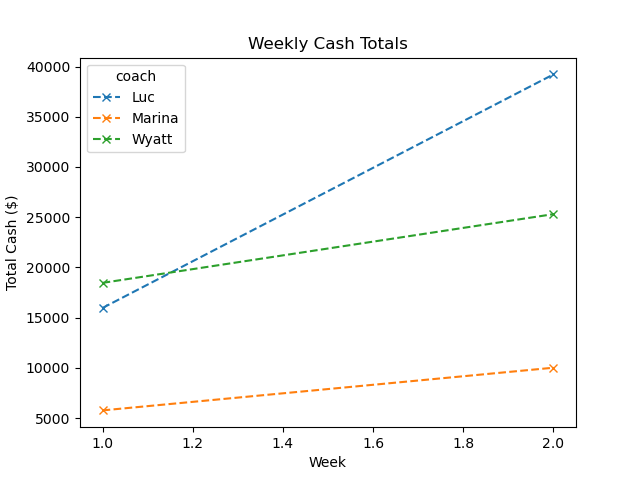 Weekly Cash Totals
coach
Luc
Marina
Wyatt
Total Cash ($)
40000
35000
30000
25000
20000
15000
10000
5000
1.0
1.2
1.4
1.6
1.8
2.0
Week